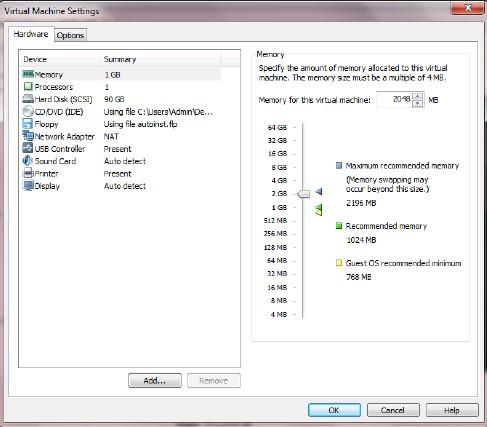 Virtual Machine Settings
Hardware Options
Device Summary
Memory 1 GB
Processors 1
Hard Disk (SCSI) 90 GB
CD/DVD (IDE) Using file C:\Users\Admin\De...
Floppy Using file autoinst.flp
Network Adapter NAT
USB Controller Present
Sound Card Auto detect
Printer Present
Display Auto detect
Add... Remove
Memory
Specify the amount of memory allocated to this virtual
machine. The memory size must be a multiple of 4 MB.
Memory for this virtual machine: 2048 MB
64 GB
32 GB
16 GB
8 GB
4 GB
2 GB
1 GB
512 MB
256 MB
128 MB
64 MB
32 MB
16 MB
8 MB
4 MB
Maximum recommended memory
(Memory swapping may
occur beyond this size.)
2196 MB
Recommended memory
1024 MB
Guest OS recommended minimum
768 MB
OK Cancel Help